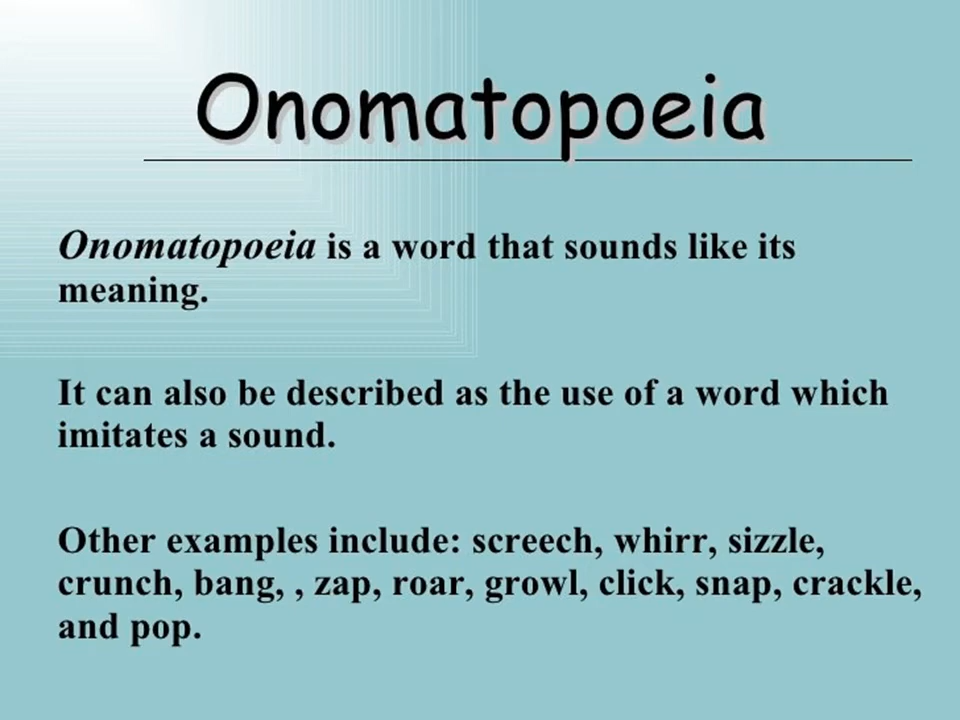 Onomatopoeia
Onomatopoeia is a word that sounds like its
meaning.
It can also be described as the use of a word which
imitates a sound.
Other examples include: screech, whirr, sizzle,
crunch, bang, , zap, roar, growl, click, snap, crackle,
and pop.